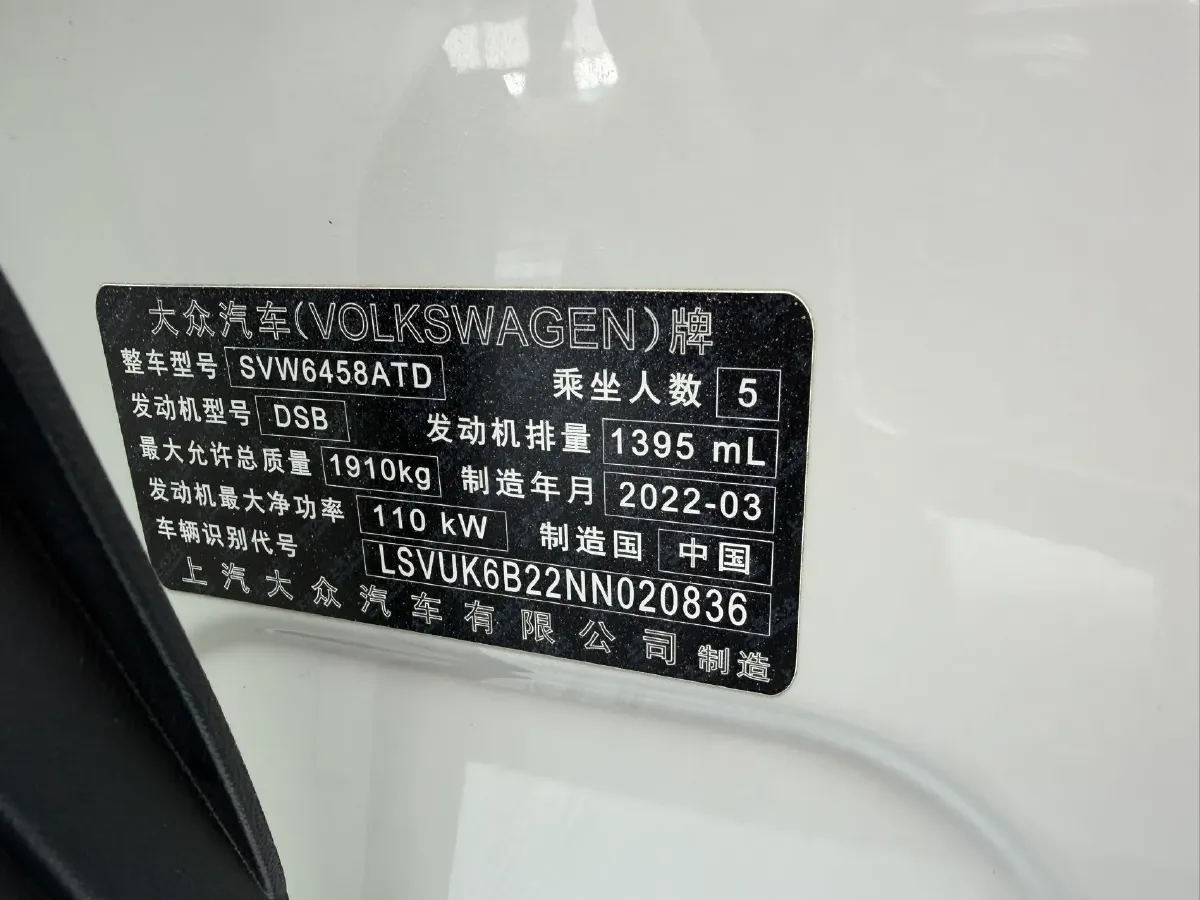 大众汽车(VOLKSWAGEN)牌
整车型号 SVW6458ATD 乘坐人数 5
发动机型号 DSB 发动机排量 1395 mL
最大允许总质量 1910kg 制造年月 2022-03
发动机最大净功率 110 kW 制造国 中国
车辆识别代号 LSVUK6B22NN020836
上汽大众汽车有限公司 制造